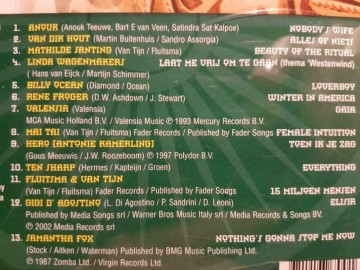 1. ANOUK (Anouk Teeuwe, Bart E van Veen, Satindra Sat Kalpoe) NOBODY'S WIFE
2. VAN DIK HOUT (Martin Buitenhuis / Sandro Assorgia) ALLES OF NIETS
3. MATHILDE SANTING (Van Tijn / Fluitsma) BEAUTY OF THE RITUAL
4. LINDA WAGENMAKERS LAAT ME VRIJ OM TE GAAN (thema 'Westenwind')
( Hans van Eijck / Martijn Schimmer)
5. BILLY OCEAN (Diamond / Ocean) LOVERBOY
6. RENE FROGER (D.W. Ashdown / J. Stewart) WINTER IN AMERICA
7. VALENSIA (Valensia) GAIA
MCA Music Holland B.V. / Valensia Music ℗ 1993 Mercury Records B.V.
8. MAI TAI (Van Tijn / Fluitsma) Fader Records / Published by Fader Songs FEMALE INTUITION
9. HERO (ANTONIE KAMERLING) TOEN IK JE ZAG
(Guus Meeuwis / J.W. Roozeboom) ℗ 1997 Polydor B.V.
10. TEN SHARP (Hermes / Kapteijn / Groen) EVERYTHING
11. FLUITSMA & VAN TIJN
(Van Tijn / Fluitsma) Fader Records / Published by Fader Songs 15 MILJOEN MENSEN
12. GIGI D' AGOSTINO (L. Di Agostino / P. Sandrini / D. Leoni) ELISIR
Published by Media Songs srl / Warner Bros Music Italy srl / Media Records & Songs B.V.
℗ 2002 Media Records srl
13. SAMANTHA FOX NOTHING'S GONNA STOP ME NOW
(Stock / Aitken / Waterman) Published by BMG Music Publishing Ltd.
℗ 1987 Zomba Ltd. / Virgin Records Ltd.